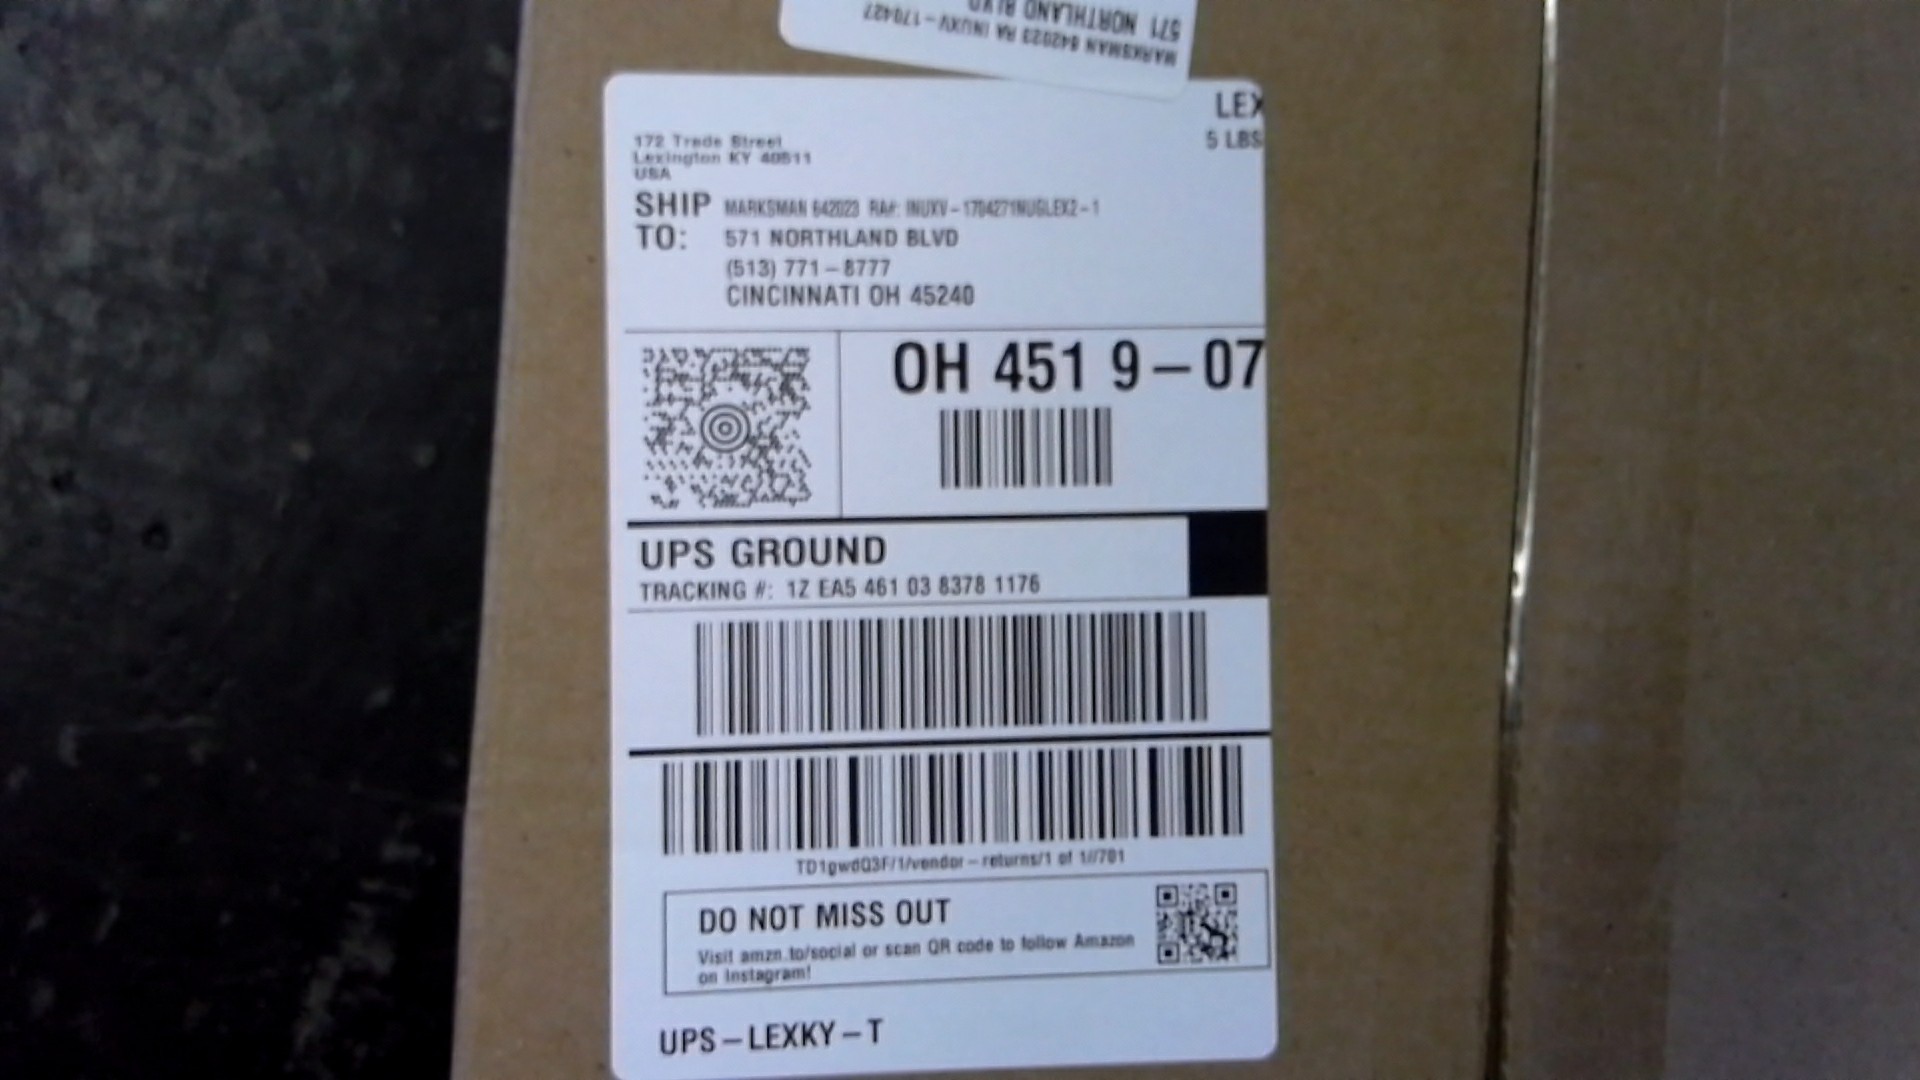 571 NORTHLAND BLVD
MARKSMAN 642023 RA INUXV-170427
LEX
5 LBS
172 Trade Street
Lexington KY 40511
USA
SHIP TO:
MARKSMAN 642023 RA#: INUXV-1704271NUGLEX2-1
571 NORTHLAND BLVD
(513) 771-8777
CINCINNATI OH 45240
OH 451 9-07
UPS GROUND
TRACKING #: 1Z EA5 461 03 8378 1176
TD1gwdQ3F/1/vendor-returns/1 of 1//701
DO NOT MISS OUT
Visit amzn.to/social or scan QR code to follow Amazon
on Instagram!
UPS-LEXKY-T